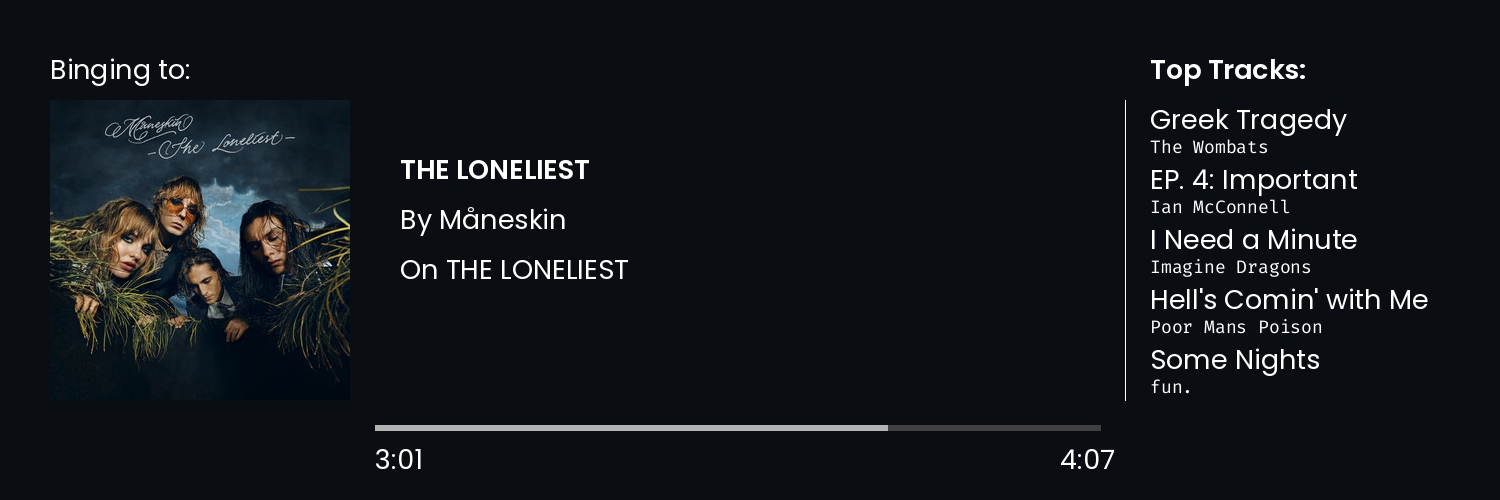 Binging to:
Måneskin
- The Loneliest -
THE LONELIEST
By Måneskin
On THE LONELIEST
3:01
4:07
Top Tracks:
Greek Tragedy
The Wombats
EP. 4: Important
Ian McConnell
I Need a Minute
Imagine Dragons
Hell's Comin' with Me
Poor Mans Poison
Some Nights
fun.